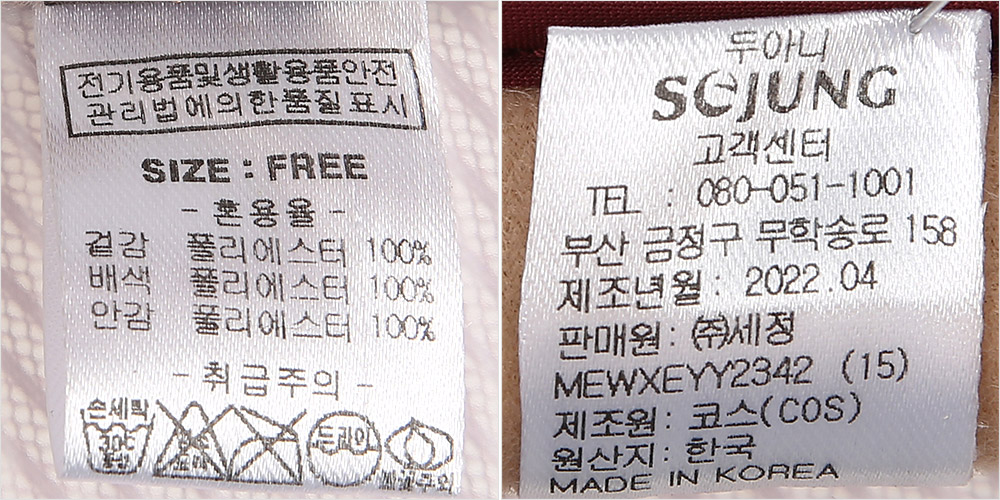 전기용품및생활용품안전
관리법에의한품질표시
SIZE : FREE
- 혼용율 -
겉감 폴리에스터 100%
배색 폴리에스터 100%
안감 폴리에스터 100%
- 취급주의 -
손세탁
30℃
중성
드라이
두아니
SOJUNG
고객센터
TEL : 080-051-1001
부산 금정구 무학송로 158
제조년월 : 2022.04
판매원 : ㈜세정
MEWXEYY2342 (15)
제조원 : 코스(COS)
원산지 : 한국
MADE IN KOREA